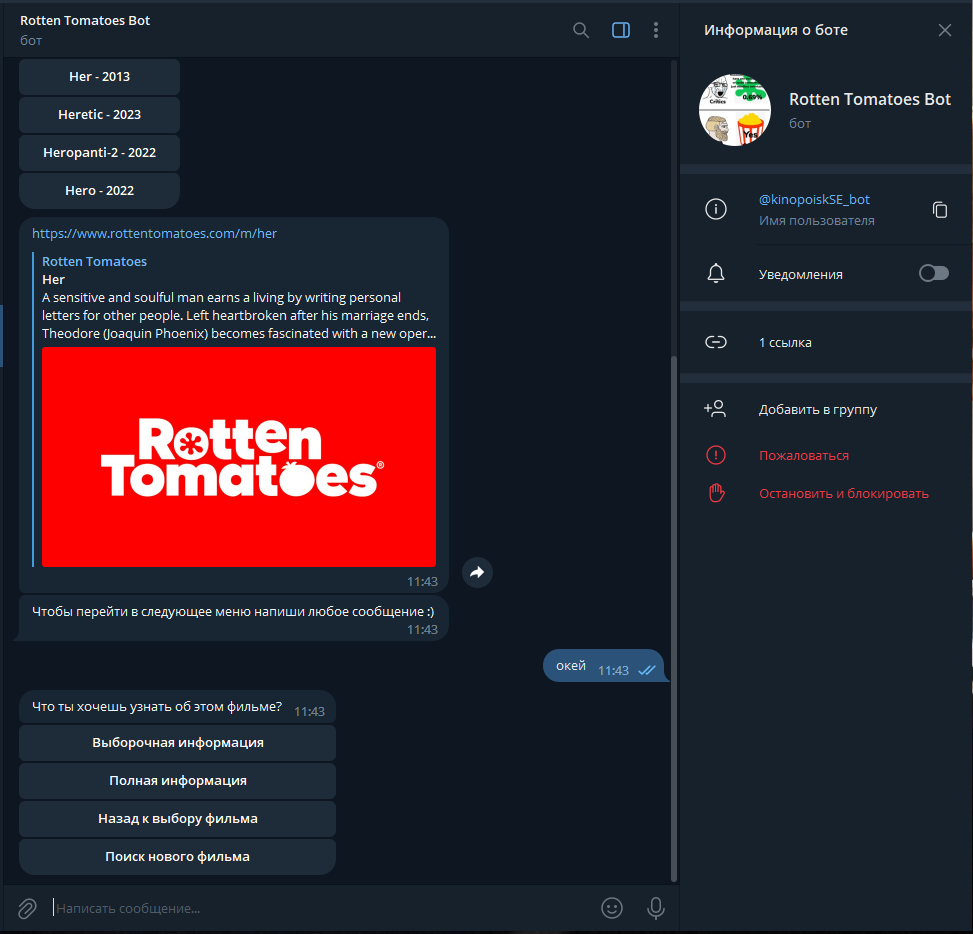 Rotten Tomatoes Bot
бот
Her - 2013
Heretic - 2023
Heropanti-2 - 2022
Hero - 2022
https://www.rottentomatoes.com/m/her
Rotten Tomatoes
Her
A sensitive and soulful man earns a living by writing personal
letters for other people. Left heartbroken after his marriage ends,
Theodore (Joaquin Phoenix) becomes fascinated with a new oper...
Rotten
Tomatoes®
11:43
Чтобы перейти в следующее меню напиши любое сообщение :)
11:43
окей 11:43
Что ты хочешь узнать об этом фильме? 11:43
Выборочная информация
Полная информация
Назад к выбору фильма
Поиск нового фильма
Написать сообщение...
Информация о боте
Critics
0.69%
Yes
Rotten Tomatoes Bot
бот
@kinopoiskSE_bot
Имя пользователя
Уведомления
1 ссылка
Добавить в группу
Пожаловаться
Остановить и блокировать